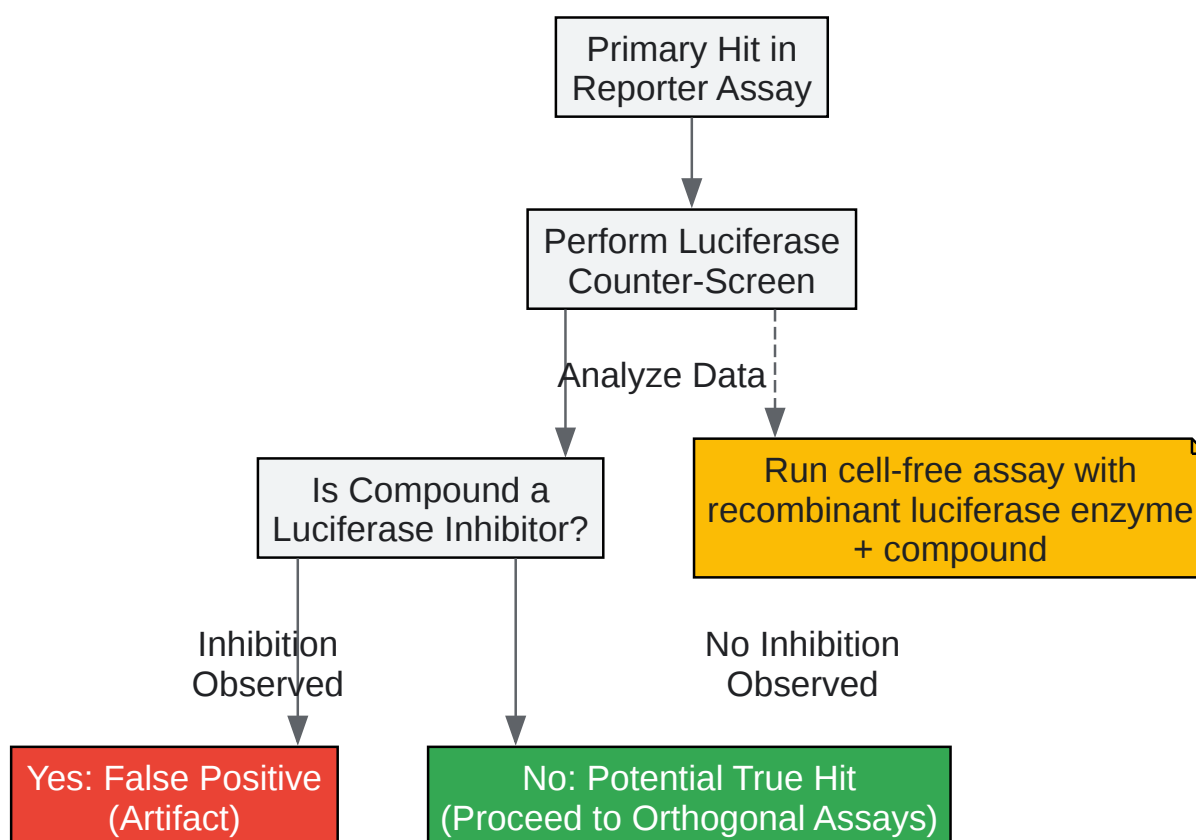 Primary Hit in
Reporter Assay
Perform Luciferase
Counter-Screen
Analyze Data
Is Compound a
Luciferase Inhibitor?
Run cell-free assay with
recombinant luciferase enzyme
+ compound
Inhibition
Observed
No Inhibition
Observed
Yes: False Positive
(Artifact)
No: Potential True Hit
(Proceed to Orthogonal Assays)